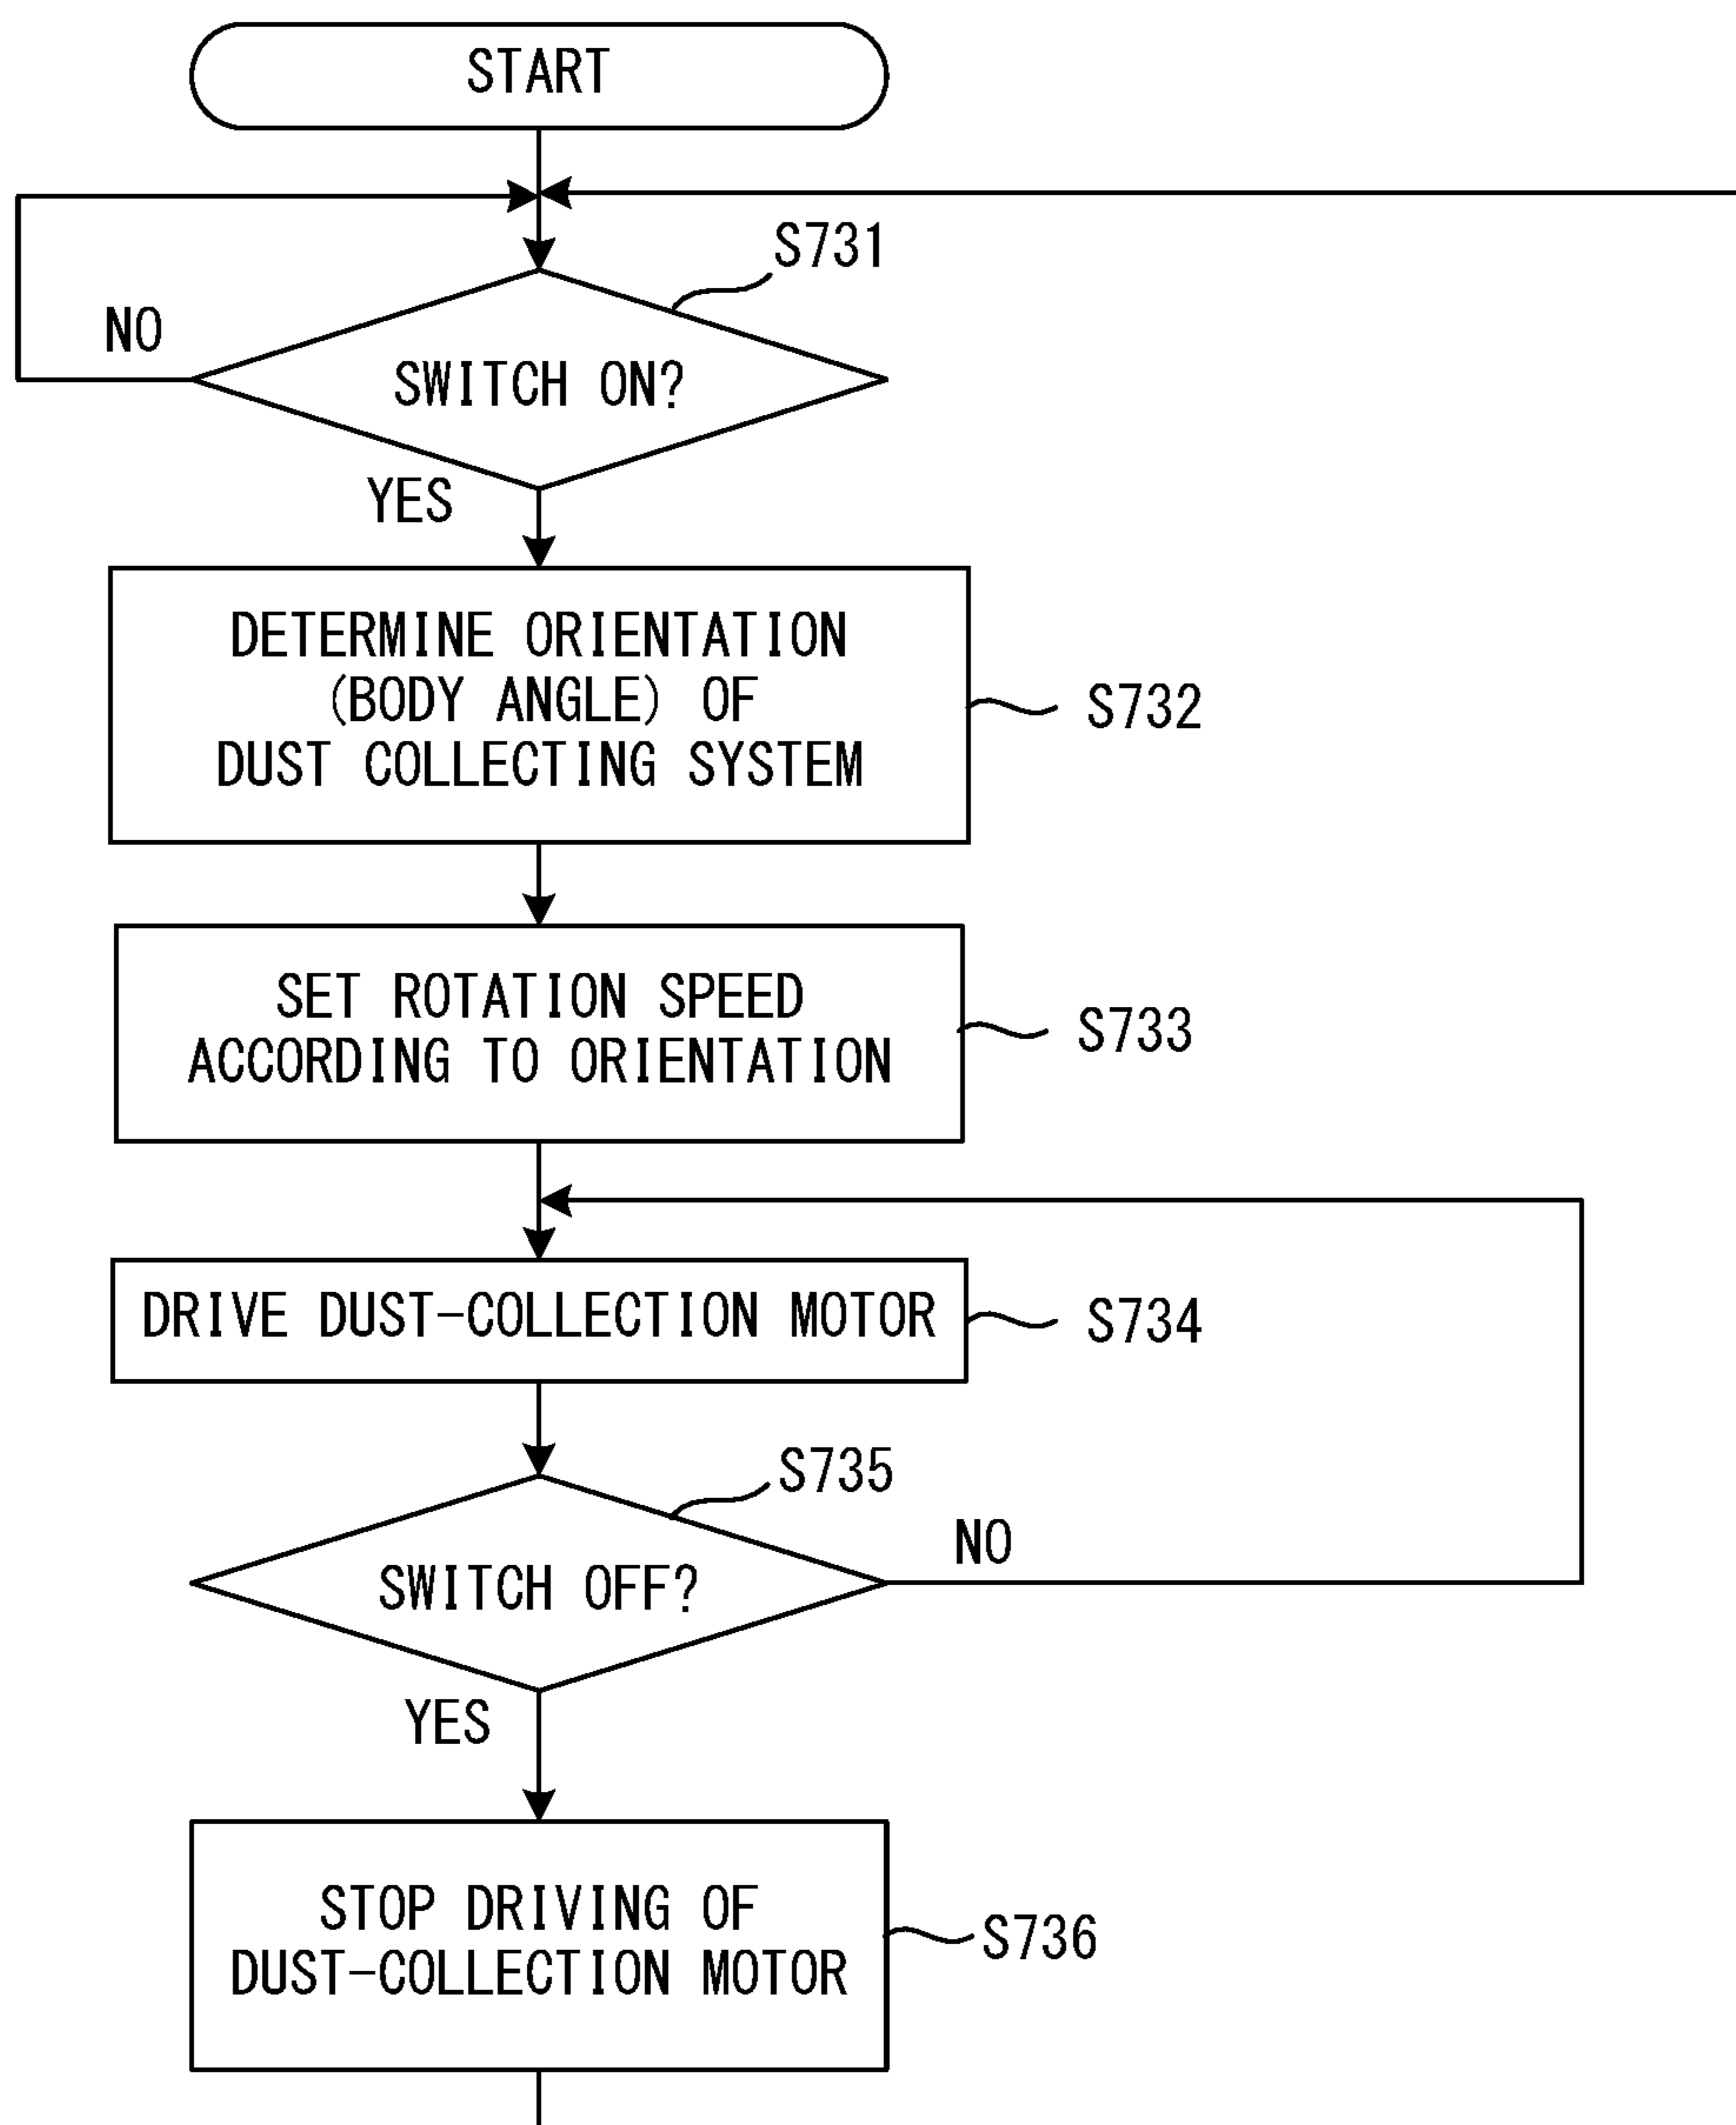 START
S731
NO
SWITCH ON?
YES
DETERMINE ORIENTATION
(BODY ANGLE) OF
DUST COLLECTING SYSTEM
S732
SET ROTATION SPEED
ACCORDING TO ORIENTATION
S733
DRIVE DUST-COLLECTION MOTOR
S734
S735
NO
SWITCH OFF?
YES
STOP DRIVING OF
DUST-COLLECTION MOTOR
S736